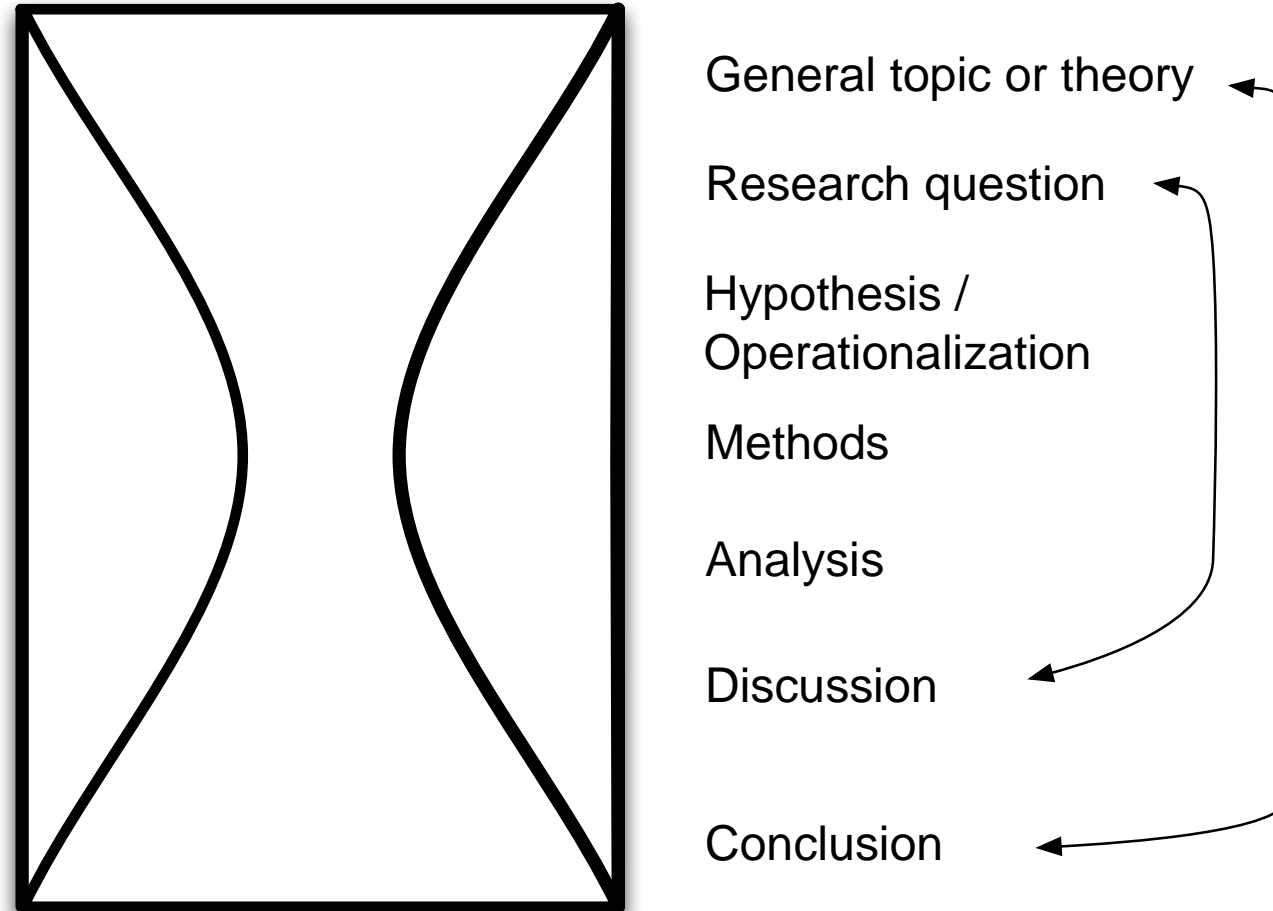 General topic or theory
Research question
Hypothesis /
Operationalization
Methods
Analysis
Discussion
Conclusion